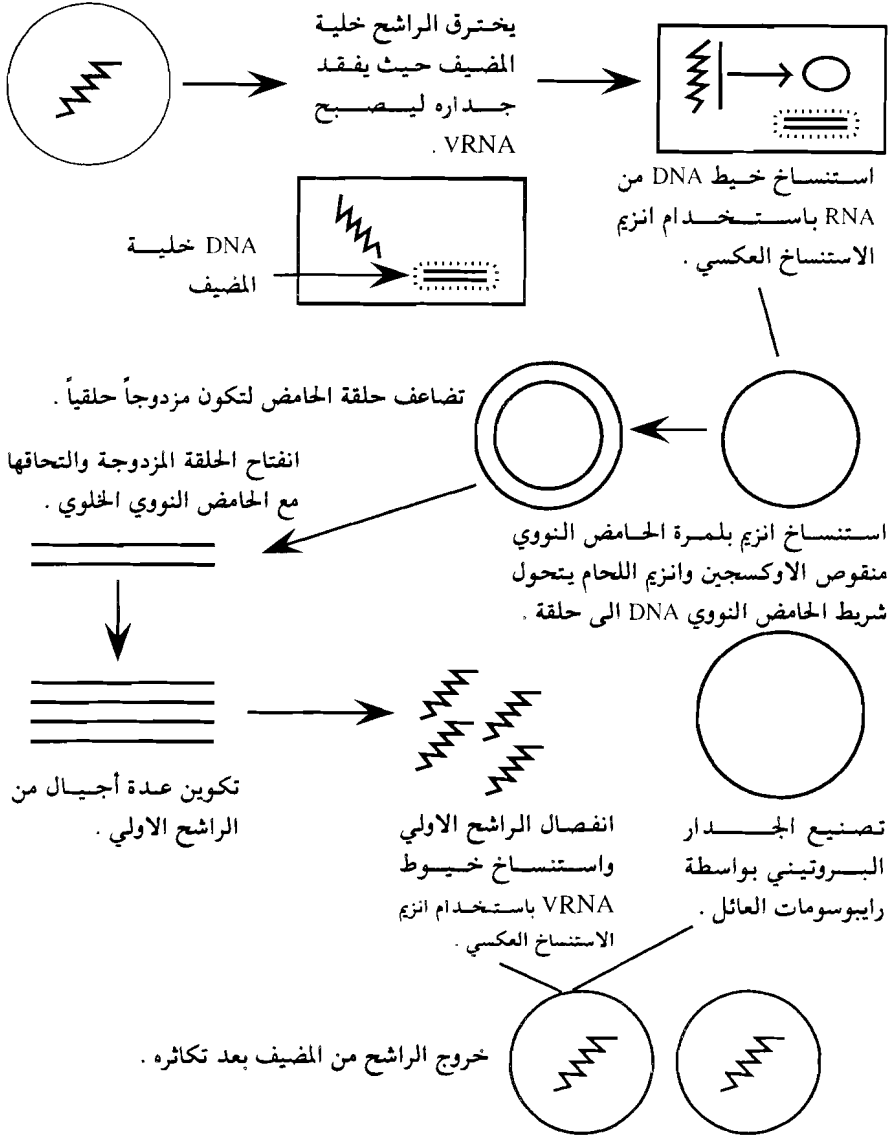 يخترق الراشح خلية
المضيف حيث يفقد
جداره ليصبح
VRNA .
استنساخ خيط DNA من
RNA باستخدام انزيم
الاستنساخ العكسي .
DNA خلية
المضيف
تضاعف حلقة الحامض لتكون مزدوجاً حلقياً .
انفتاح الحلقة المزدوجة والتحاقها
مع الحامض النووي الخلوي .
استنساخ انزيم بلمرة الحامض النووي
منقوص الاوكسجين وانزيم اللحام يتحول
شريط الحامض النووي DNA الى حلقة .
تكوين عدة أجيال من
الراشح الاولي .
انفصال الراشح الاولي
واستنساخ خيوط
VRNA باستخدام انزيم
الاستنساخ العكسي .
تصنيع الجدار
البروتيني بواسطة
رايبوسومات العائل .
خروج الراشح من المضيف بعد تكاثره .